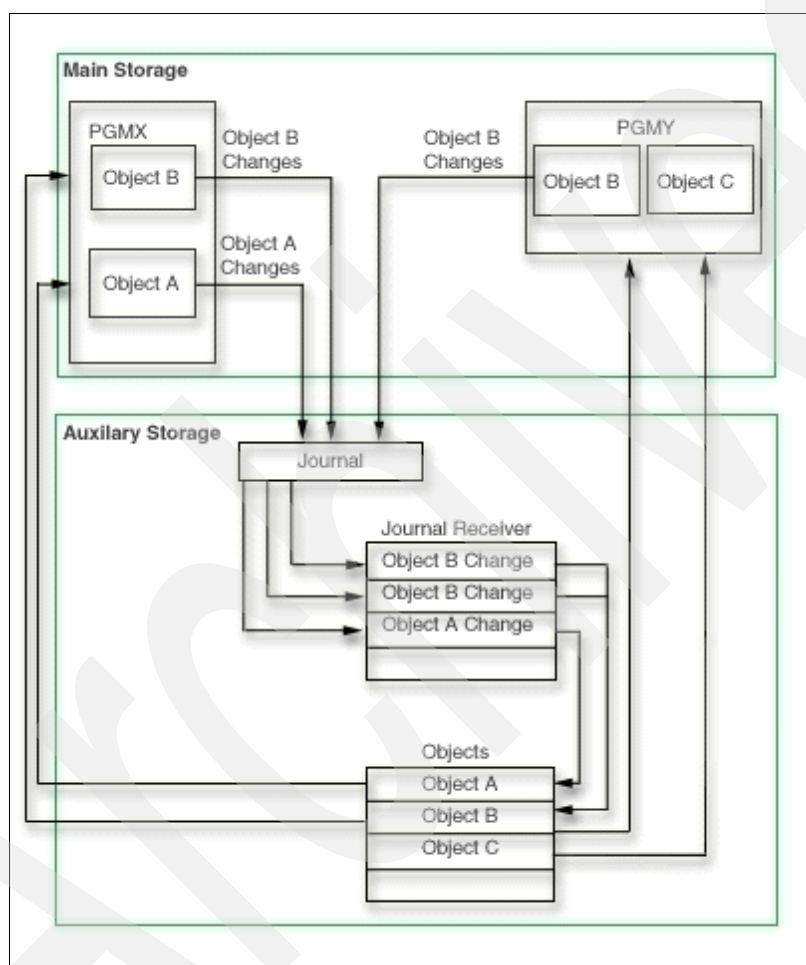 Main Storage
PGMX
Object B
Object A
Object B
Changes
Object A
Changes
Object B
Changes
PGMY
Object B
Object C
Auxilary Storage
Journal
Journal Receiver
Object B Change
Object B Change
Object A Change
Objects
Object A
Object B
Object C